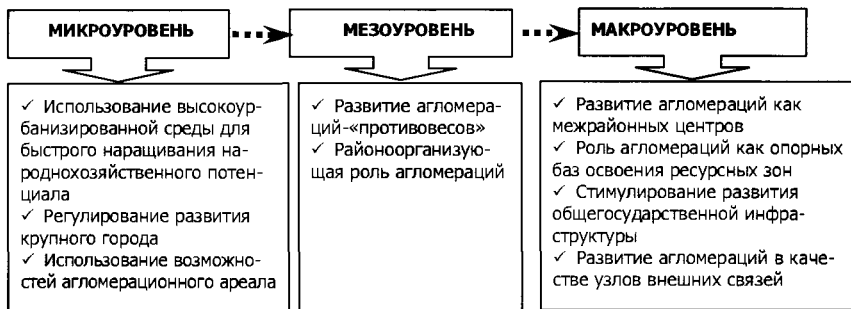 МИКРОУРОВЕНЬ
✓ Использование высокоур-
банизированной среды для
быстрого наращивания на-
роднохозяйственного потен-
циала
✓ Регулирование развития
крупного города
✓ Использование возможно-
стей агломерационного ареала
МЕЗОУРОВЕНЬ
✓ Развитие агломера-
ций-«противовесов»
✓ Районоорганизую-
щая роль агломераций
МАКРОУРОВЕНЬ
✓ Развитие агломераций как
межрайонных центров
✓ Роль агломераций как опорных
баз освоения ресурсных зон
✓ Стимулирование развития
общегосударственной инфра-
структуры
✓ Развитие агломераций в каче-
стве узлов внешних связей